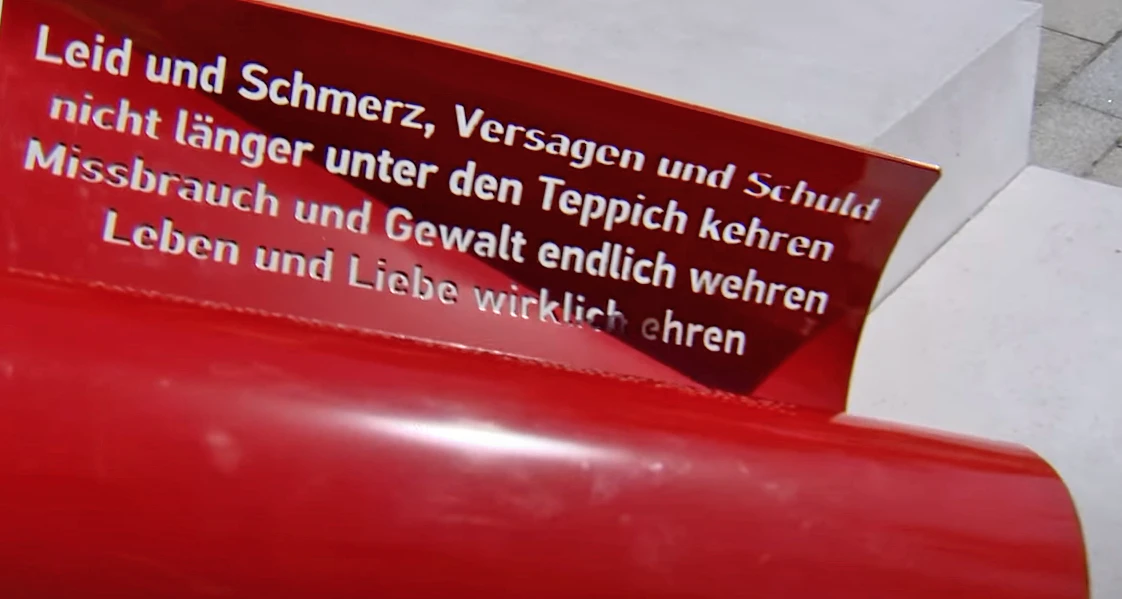 Leid und Schmerz, Versagen und Schuld
nicht länger unter den Teppich kehren
Missbrauch und Gewalt endlich wehren
Leben und Liebe wirklich ehren